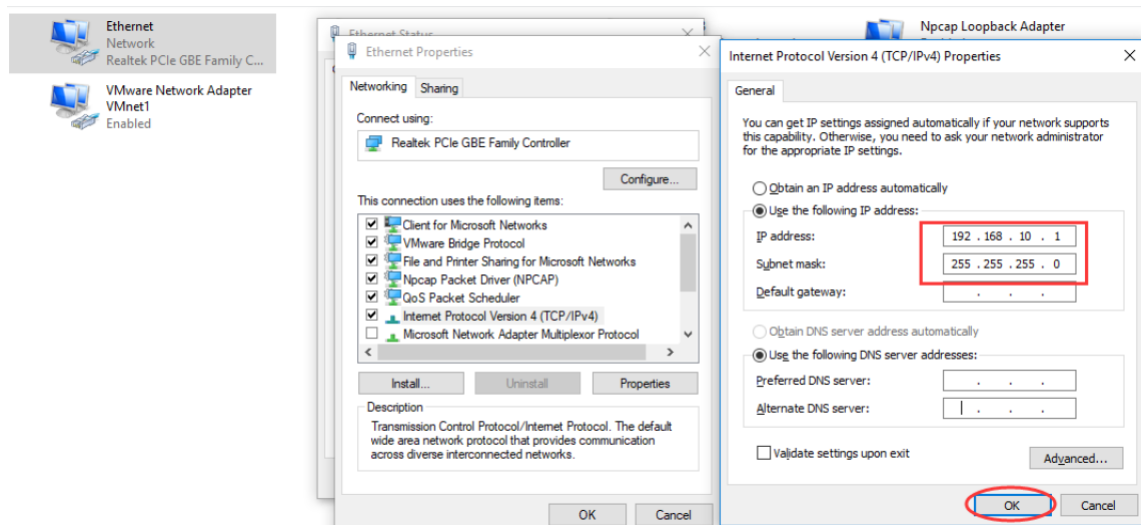 Ethernet
Network
Realtek PCIe GBE Family C...
VMware Network Adapter
VMnet1
Enabled
Npcap Loopback Adapter
Ethernet Status
Ethernet Properties
Networking
Sharing
Connect using:
Realtek PCIe GBE Family Controller
Configure...
This connection uses the following items:
Client for Microsoft Networks
VMware Bridge Protocol
File and Printer Sharing for Microsoft Networks
Npcap Packet Driver (NPCAP)
QoS Packet Scheduler
Internet Protocol Version 4 (TCP/IPv4)
Microsoft Network Adapter Multiplexor Protocol
Install...
Uninstall
Properties
Description
Transmission Control Protocol/Internet Protocol. The default
wide area network protocol that provides communication
across diverse interconnected networks.
OK
Cancel
Internet Protocol Version 4 (TCP/IPv4) Properties
General
You can get IP settings assigned automatically if your network supports
this capability. Otherwise, you need to ask your network administrator
for the appropriate IP settings.
Obtain an IP address automatically
Use the following IP address:
IP address: 192 . 168 . 10 . 1
Subnet mask: 255 . 255 . 255 . 0
Default gateway: . . .
Obtain DNS server address automatically
Use the following DNS server addresses:
Preferred DNS server: . . .
Alternate DNS server: . . .
Validate settings upon exit
Advanced...
OK
Cancel